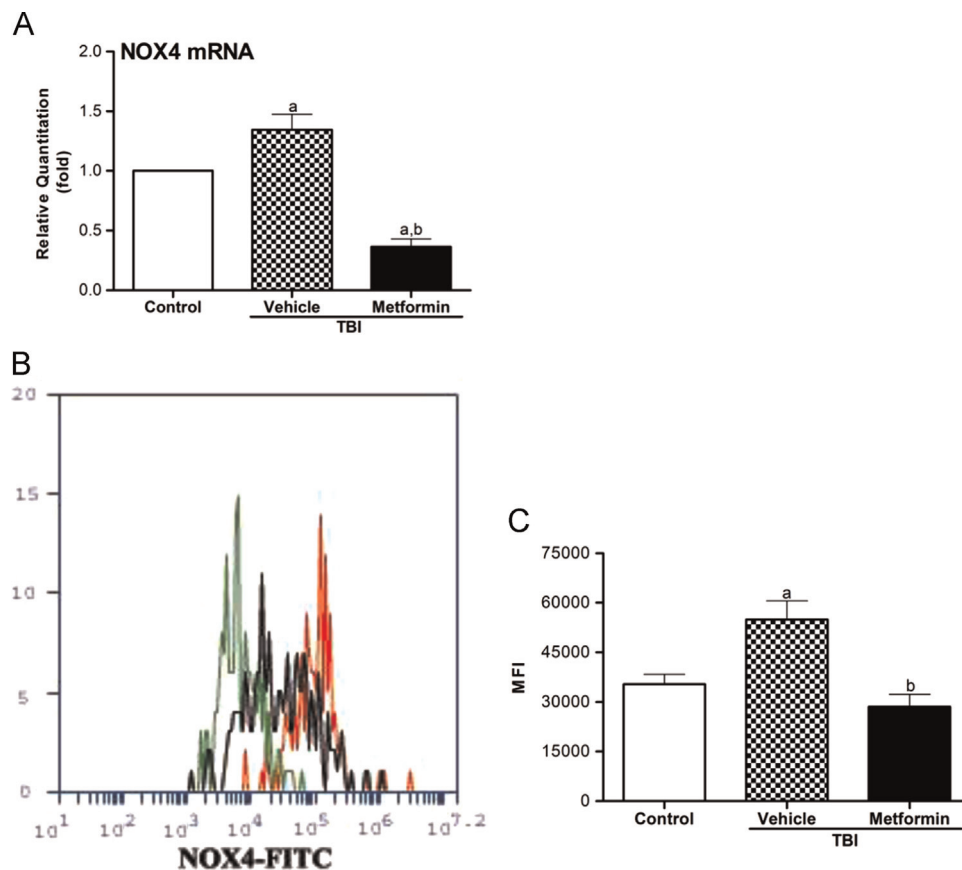 A
NOX4 mRNA
2.0
1.5
1.0
0.5
0.0
Relative Quantitation
(fold)
a
a,b
Control
Vehicle
Metformin
TBI
B
20
15
10
5
0
10^1 10^2 10^3 10^4 10^5 10^6 10^7.2
NOX4-FITC
C
75000
60000
45000
30000
15000
0
MFI
a
b
Control
Vehicle
Metformin
TBI